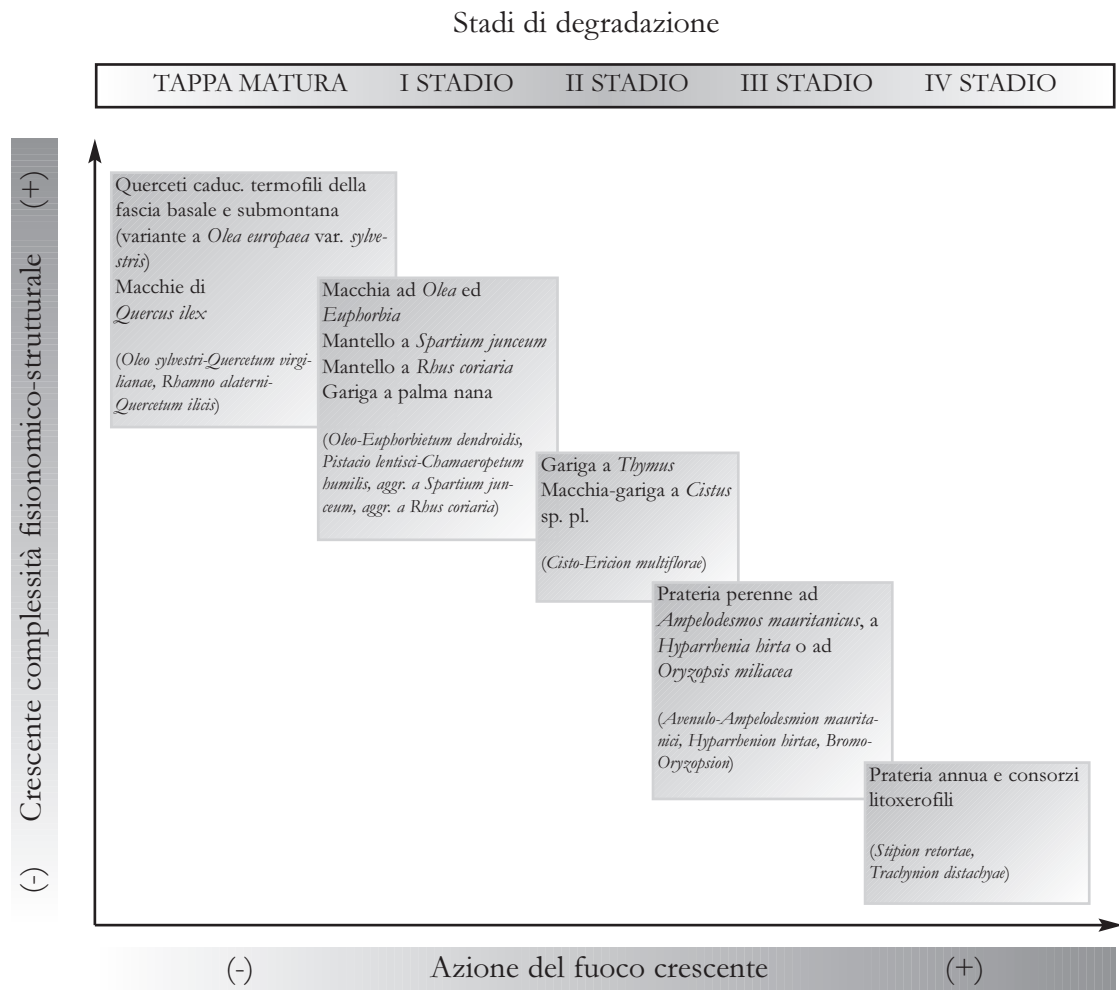 Stadi di degradazione
TAPPA MATURA I STADIO II STADIO III STADIO IV STADIO
(+)
Crescente complessità fisionomico-strutturale
(-)
Querceti caduc. termofili della
fascia basale e submontana
(variante a Olea europaea var. sylve-
stris)
Macchie di
Quercus ilex
(Oleo sylvestri-Quercetum virgi-
lianae, Rhamno alaterni-
Quercetum ilicis)
Macchia ad Olea ed
Euphorbia
Mantello a Spartium junceum
Mantello a Rhus coriaria
Gariga a palma nana
(Oleo-Euphorbietum dendroidis,
Pistacio lentisci-Chamaeropetum
humilis, aggr. a Spartium jun-
ceum, aggr. a Rhus coriaria)
Gariga a Thymus
Macchia-gariga a Cistus
sp. pl.
(Cisto-Ericion multiflorae)
Prateria perenne ad
Ampelodesmos mauritanicus, a
Hyparrhenia hirta o ad
Oryzopsis miliacea
(Avenulo-Ampelodesmion maurita-
nici, Hyparrhenion hirtae, Bromo-
Oryzopsion)
Prateria annua e consorzi
litoxerofili
(Stipion retortae,
Trachynion distachyae)
(-) Azione del fuoco crescente (+)